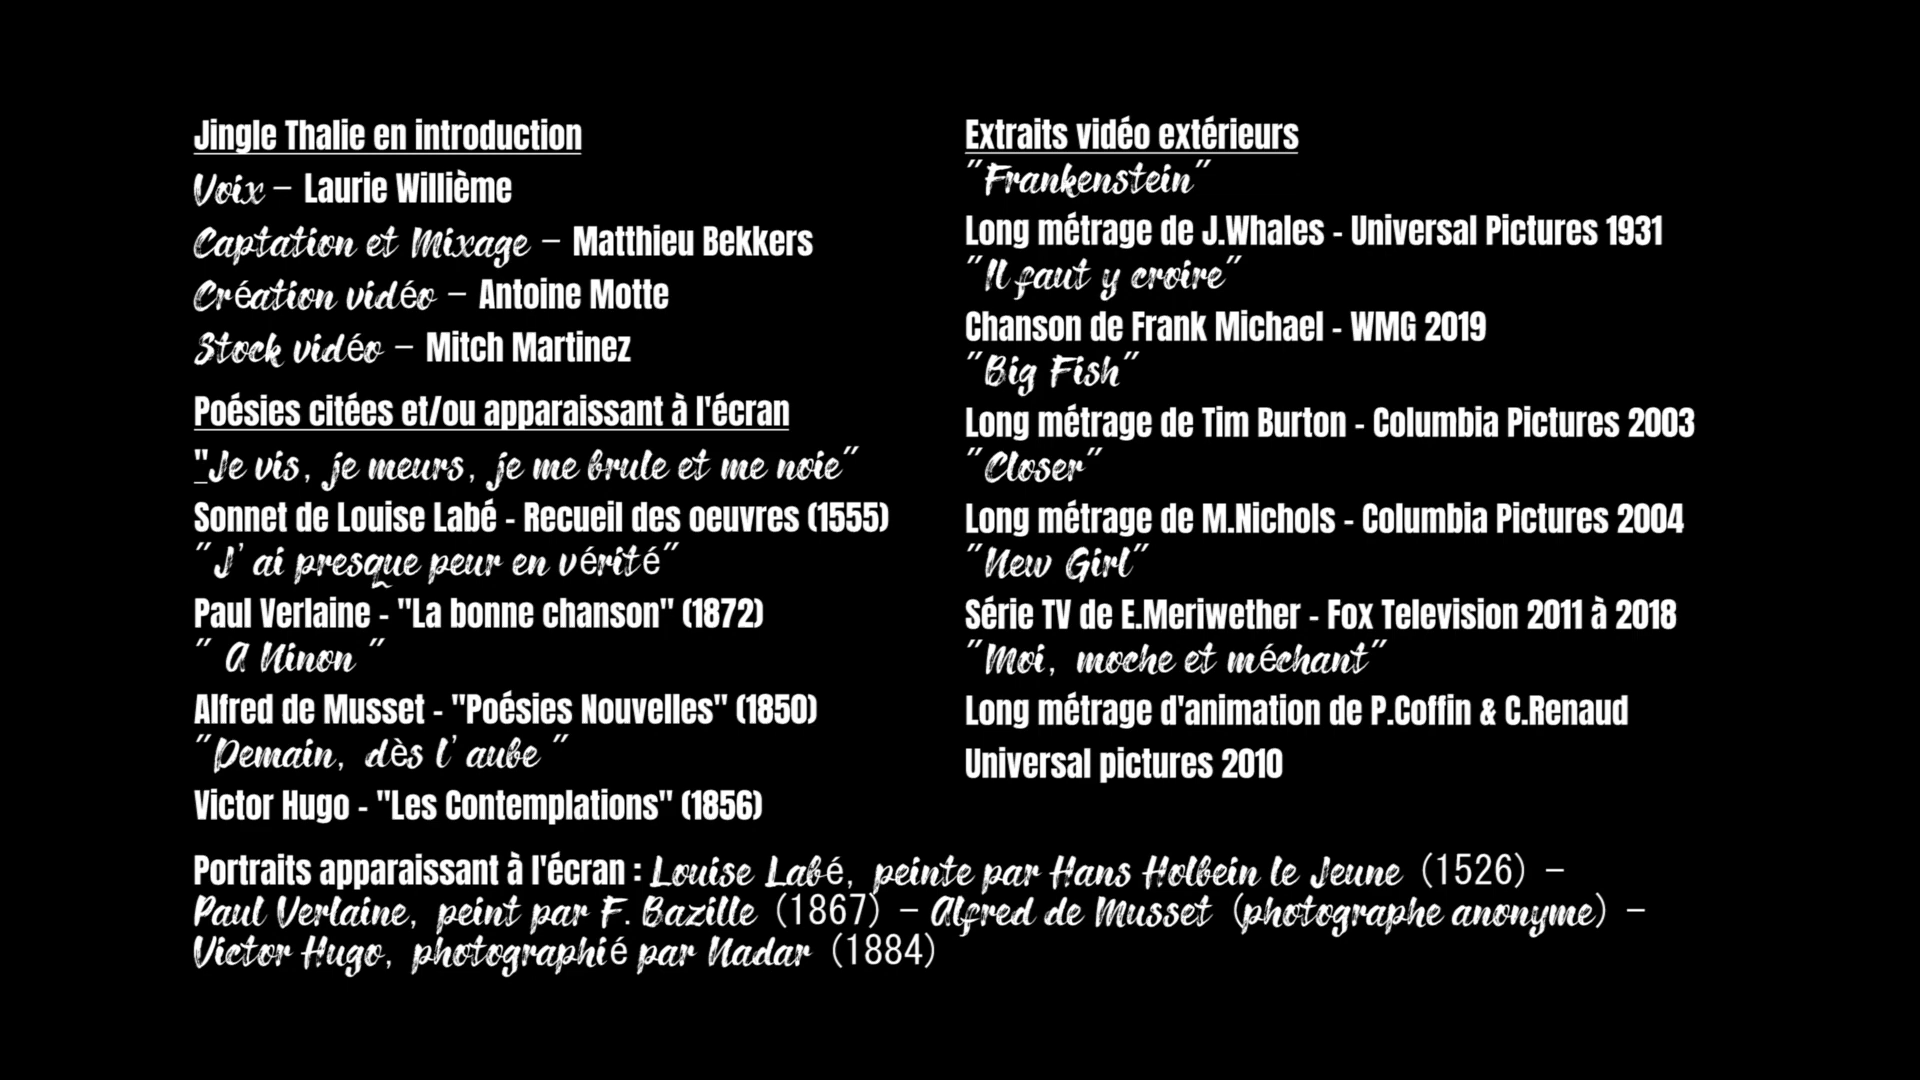 Jingle Thalie en introduction
Voix – Laurie Willième
Captation et Mixage – Matthieu Bekkers
Création vidéo – Antoine Motte
Stock vidéo – Mitch Martinez
Poésies citées et/ou apparaissant à l'écran
"Je vis, je meurs, je me brule et me noie"
Sonnet de Louise Labé - Recueil des oeuvres (1555)
"J'ai presque peur en vérité"
Paul Verlaine - "La bonne chanson" (1872)
" A Ninon "
Alfred de Musset - "Poésies Nouvelles" (1850)
"Demain, dès l'aube "
Victor Hugo - "Les Contemplations" (1856)
Extraits vidéo extérieurs
"Frankenstein"
Long métrage de J.Whales - Universal Pictures 1931
"Il faut y croire"
Chanson de Frank Michael - WMG 2019
"Big Fish"
Long métrage de Tim Burton - Columbia Pictures 2003
"Closer"
Long métrage de M.Nichols - Columbia Pictures 2004
"New Girl"
Série TV de E.Meriwether - Fox Television 2011 à 2018
"Moi, moche et méchant"
Long métrage d'animation de P.Coffin & C.Renaud
Universal pictures 2010
Portraits apparaissant à l'écran : Louise Labé, peinte par Hans Holbein le Jeune (1526) –
Paul Verlaine, peint par F. Bazille (1867) – Alfred de Musset (photographe anonyme) –
Victor Hugo, photographié par Nadar (1884)